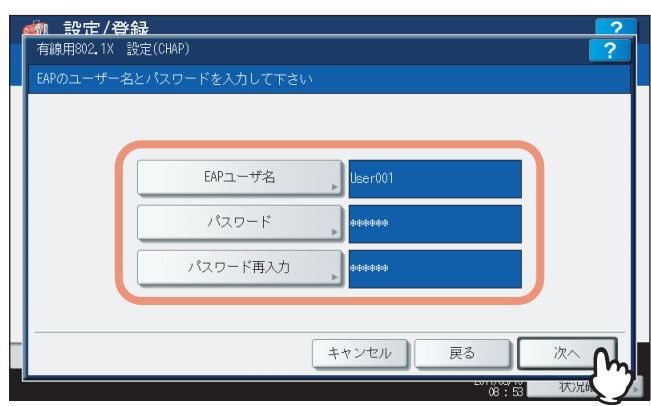 設定/登録
?
有線用802.1X 設定(CHAP)
?
EAPのユーザー名とパスワードを入力して下さい
EAPユーザ名
User001
パスワード
******
パスワード再入力
******
キャンセル
戻る
次へ
08:53